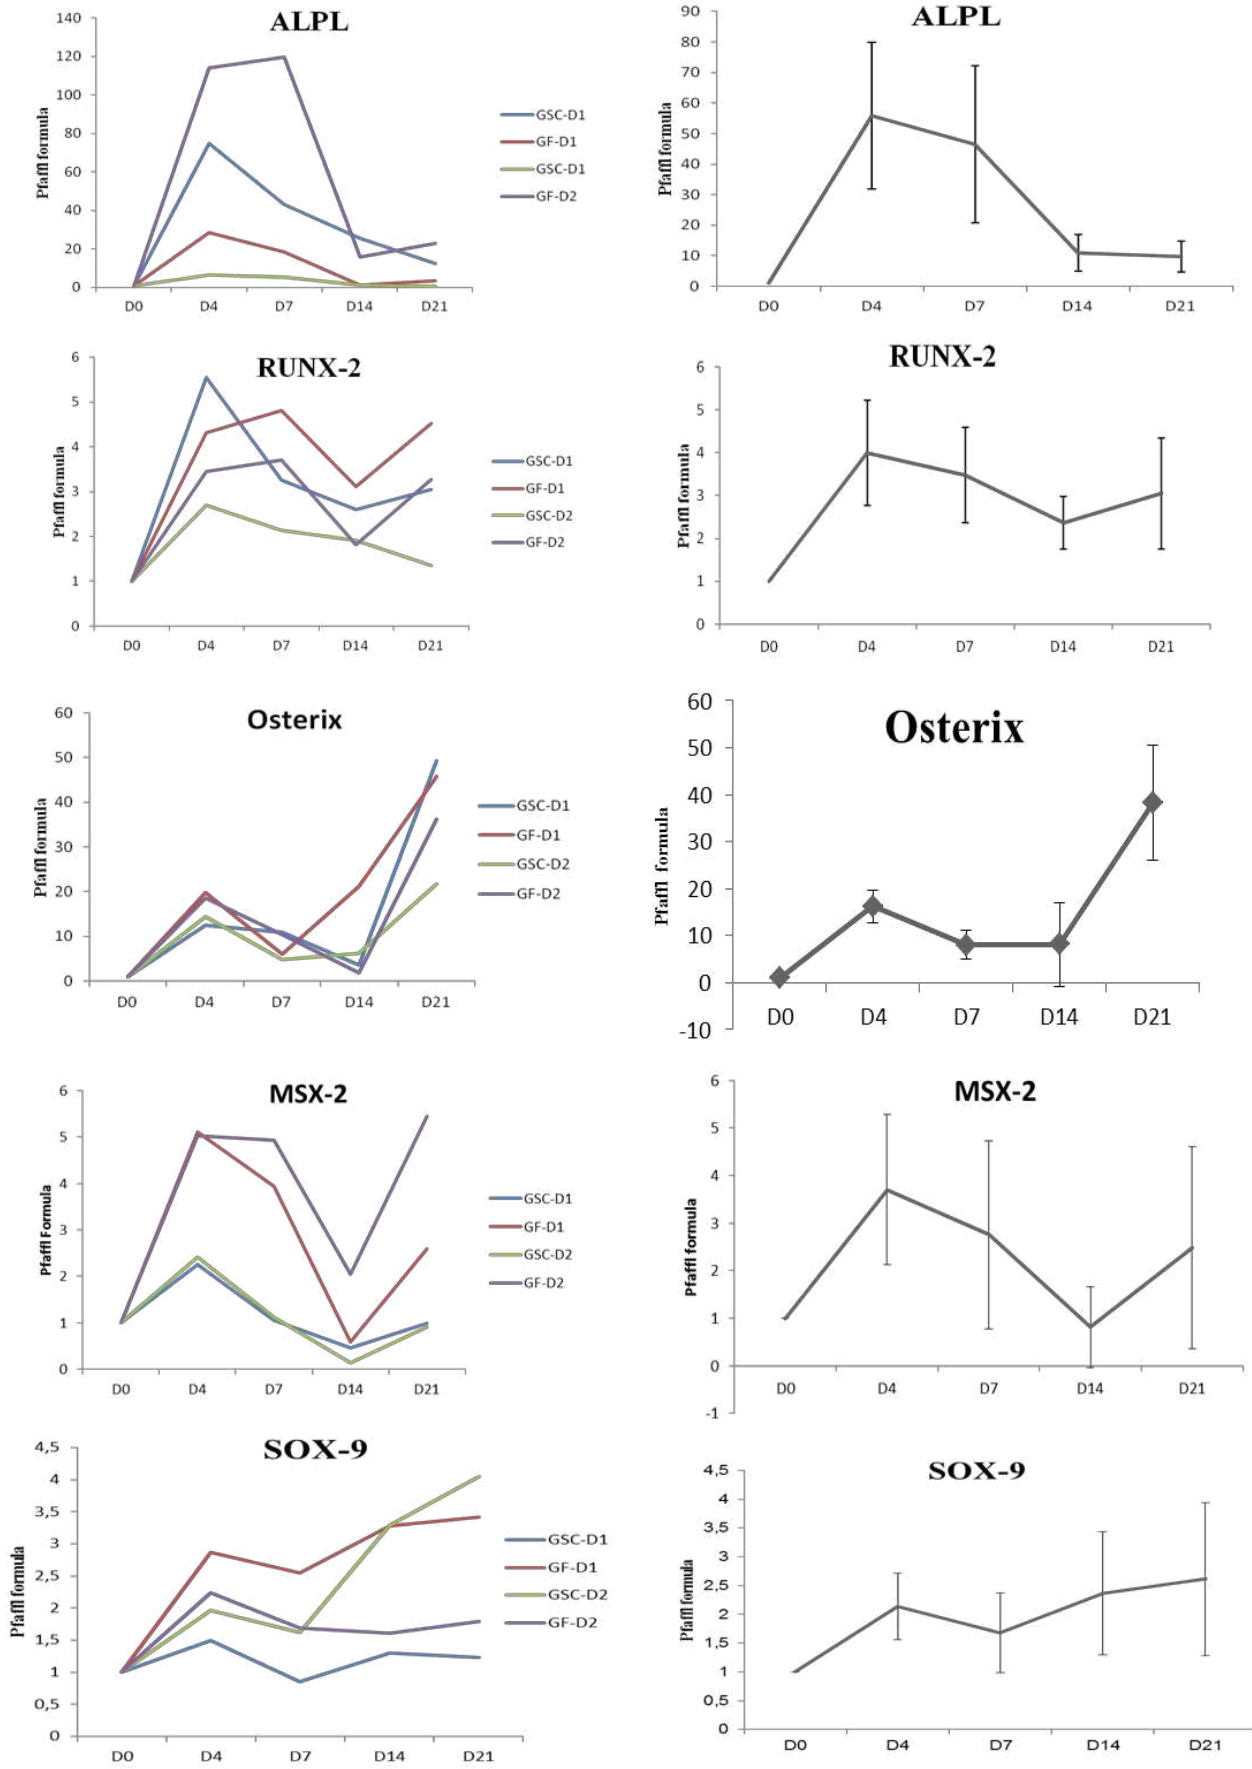 ALPL
140
120
100
80
60
40
20
0
Pfaffl formula
D0 D4 D7 D14 D21
GSC-D1
GF-D1
GSC-D1
GF-D2
ALPL
90
80
70
60
50
40
30
20
10
0
Pfaffl formula
D0 D4 D7 D14 D21
RUNX-2
6
5
4
3
2
1
0
Pfaffl formula
D0 D4 D7 D14 D21
GSC-D1
GF-D1
GSC-D2
GF-D2
RUNX-2
6
5
4
3
2
1
0
Pfaffl formula
D0 D4 D7 D14 D21
Osterix
60
50
40
30
20
10
0
Pfaffl formula
D0 D4 D7 D14 D21
GSC-D1
GF-D1
GSC-D2
GF-D2
Osterix
60
50
40
30
20
10
0
-10
Pfaffl formula
D0 D4 D7 D14 D21
MSX-2
6
5
4
3
2
1
0
Pfaffl Formula
D0 D4 D7 D14 D21
GSC-D1
GF-D1
GSC-D2
GF-D2
MSX-2
6
5
4
3
2
1
0
-1
Pfaffl formula
D0 D4 D7 D14 D21
SOX-9
4,5
4
3,5
3
2,5
2
1,5
1
0,5
0
Pfaffl formula
D0 D4 D7 D14 D21
GSC-D1
GF-D1
GSC-D2
GF-D2
SOX-9
4,5
4
3,5
3
2,5
2
1,5
1
0,5
0
Pfaffl formula
D0 D4 D7 D14 D21